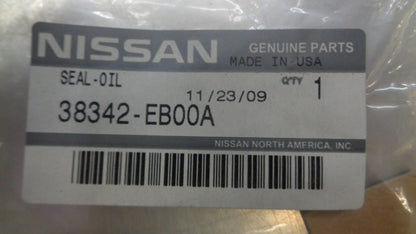 NISSAN GENUINE PARTS
MADE IN USA
SEAL-OIL QTY 1
11/23/09
38342-EB00A
NISSAN NORTH AMERICA, INC.